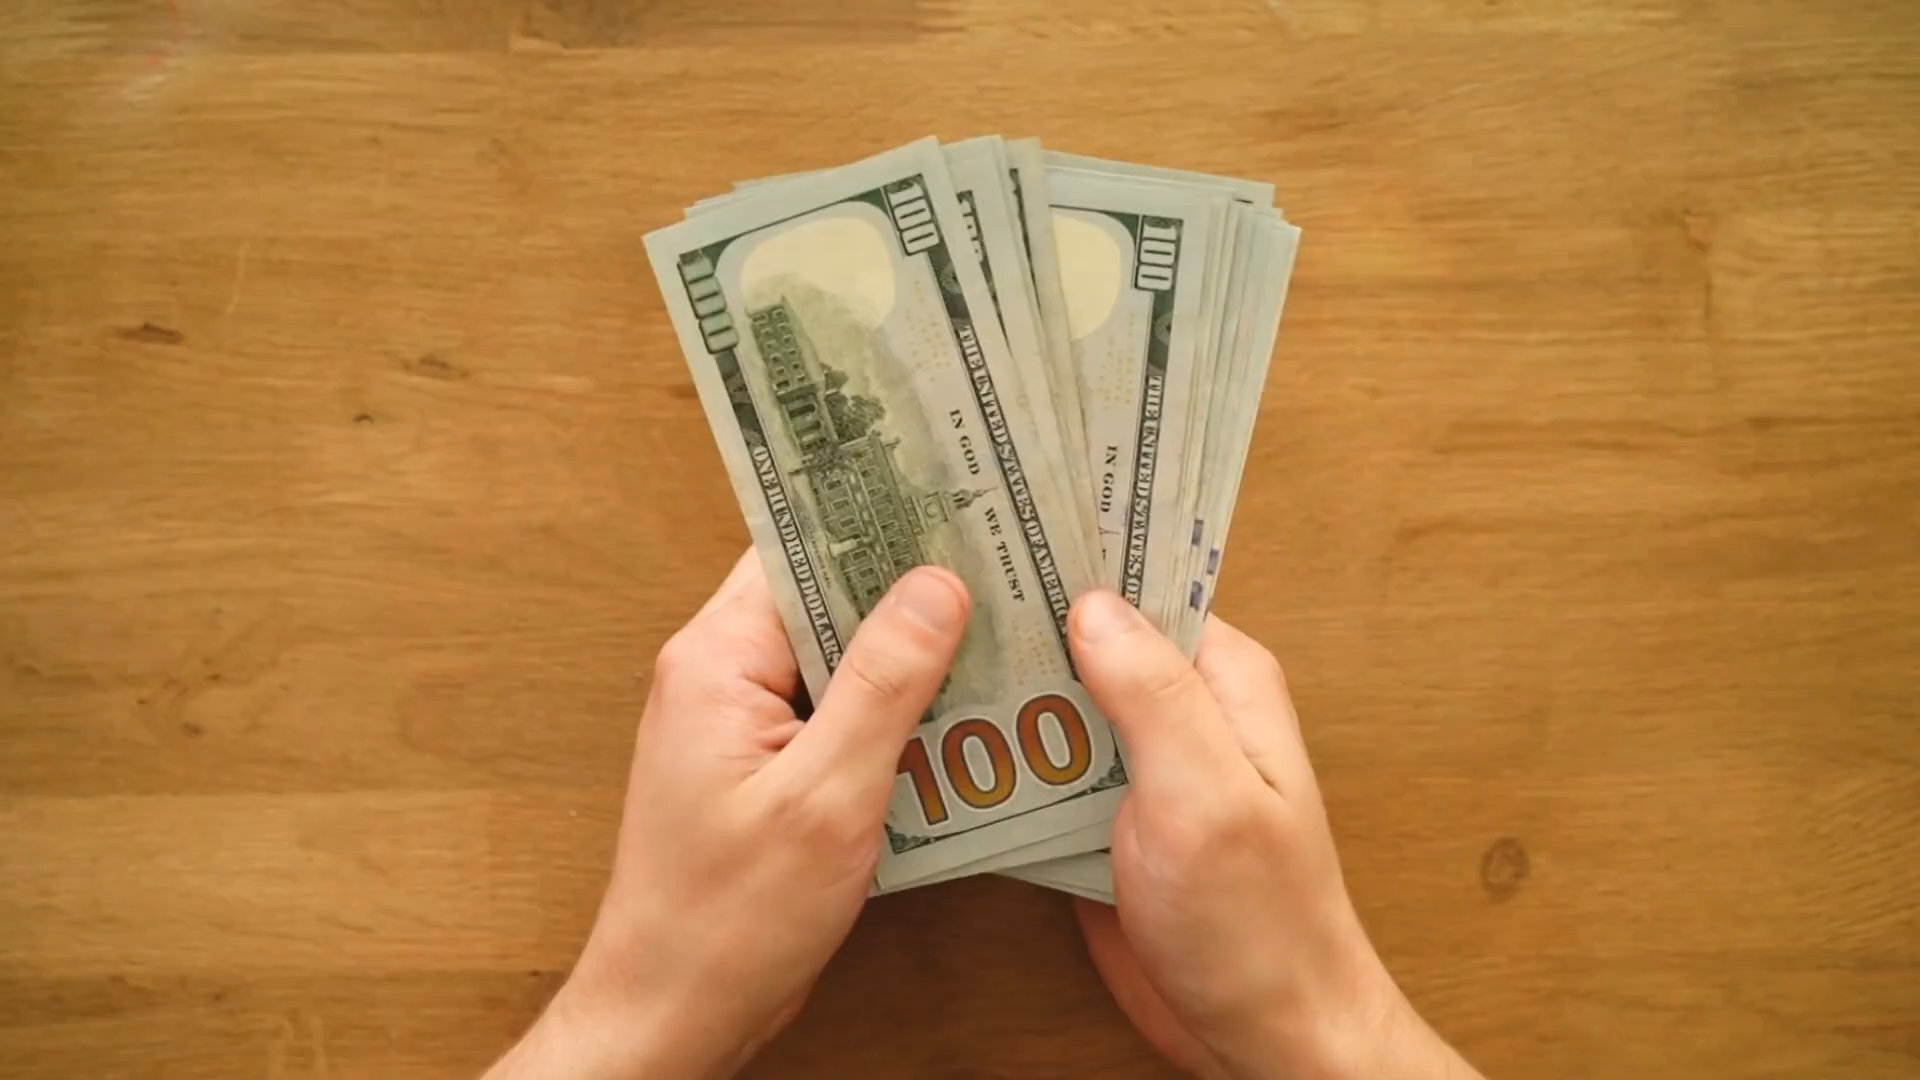 100
100
THE UNITED STATES OF AMERICA
IN GOD
WE TRUST
ONE HUNDRED DOLLARS
100
100
THE UNITED STATES OF
IN GOD